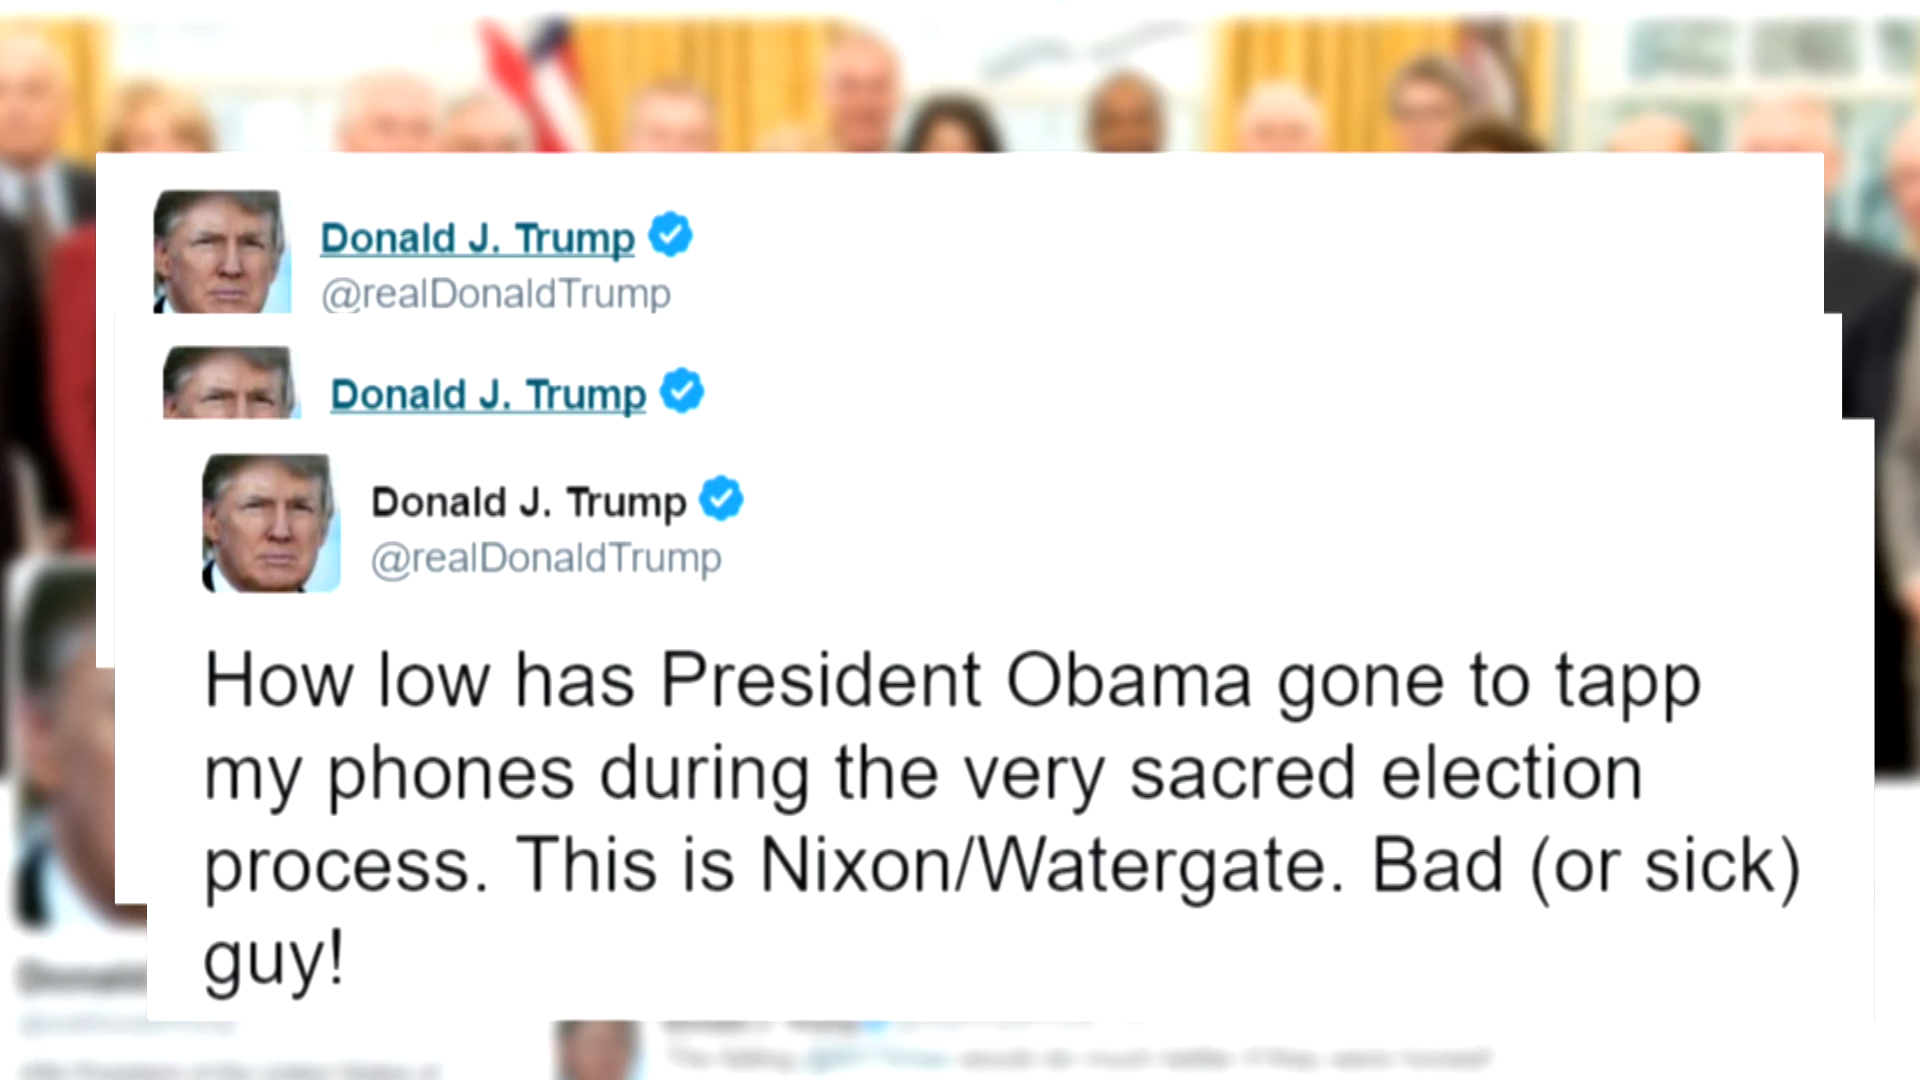 Donald J. Trump
@realDonaldTrump
Donald J. Trump
Donald J. Trump
@realDonaldTrump
How low has President Obama gone to tapp
my phones during the very sacred election
process. This is Nixon/Watergate. Bad (or sick)
guy!